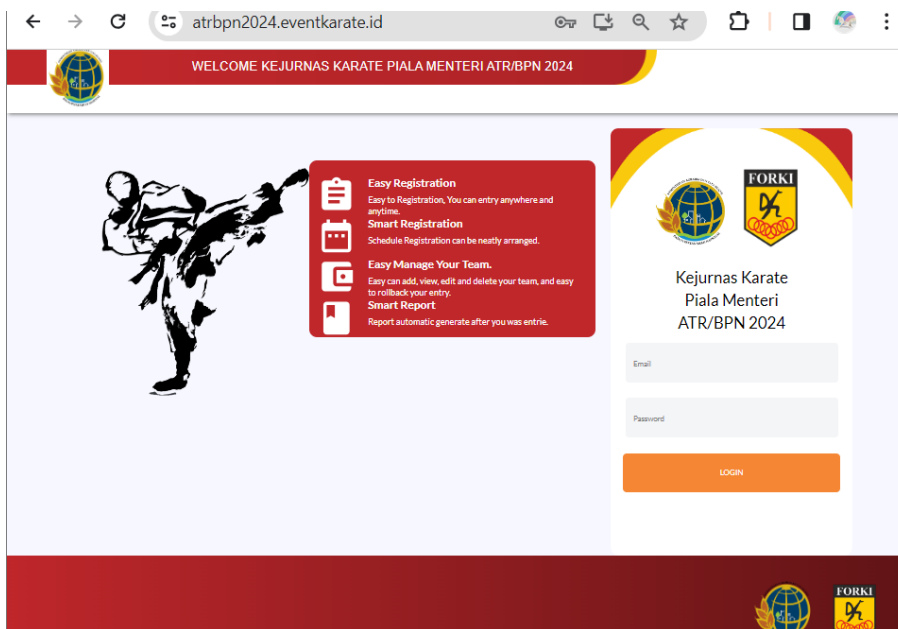 atrbpn2024.eventkarate.id
WELCOME KEJURNAS KARATE PIALA MENTERI ATR/BPN 2024
Easy Registration
Easy to Registration, You can entry anywhere and
anytime.
Smart Registration
Schedule Registration can be neatly arranged.
Easy Manage Your Team.
Easy can add, view, edit and delete your team, and easy
to rollback your entry.
Smart Report
Report automatic generate after you was entrie.
FORKI
Kejurnas Karate
Piala Menteri
ATR/BPN 2024
Email
Password
LOGIN
FORKI